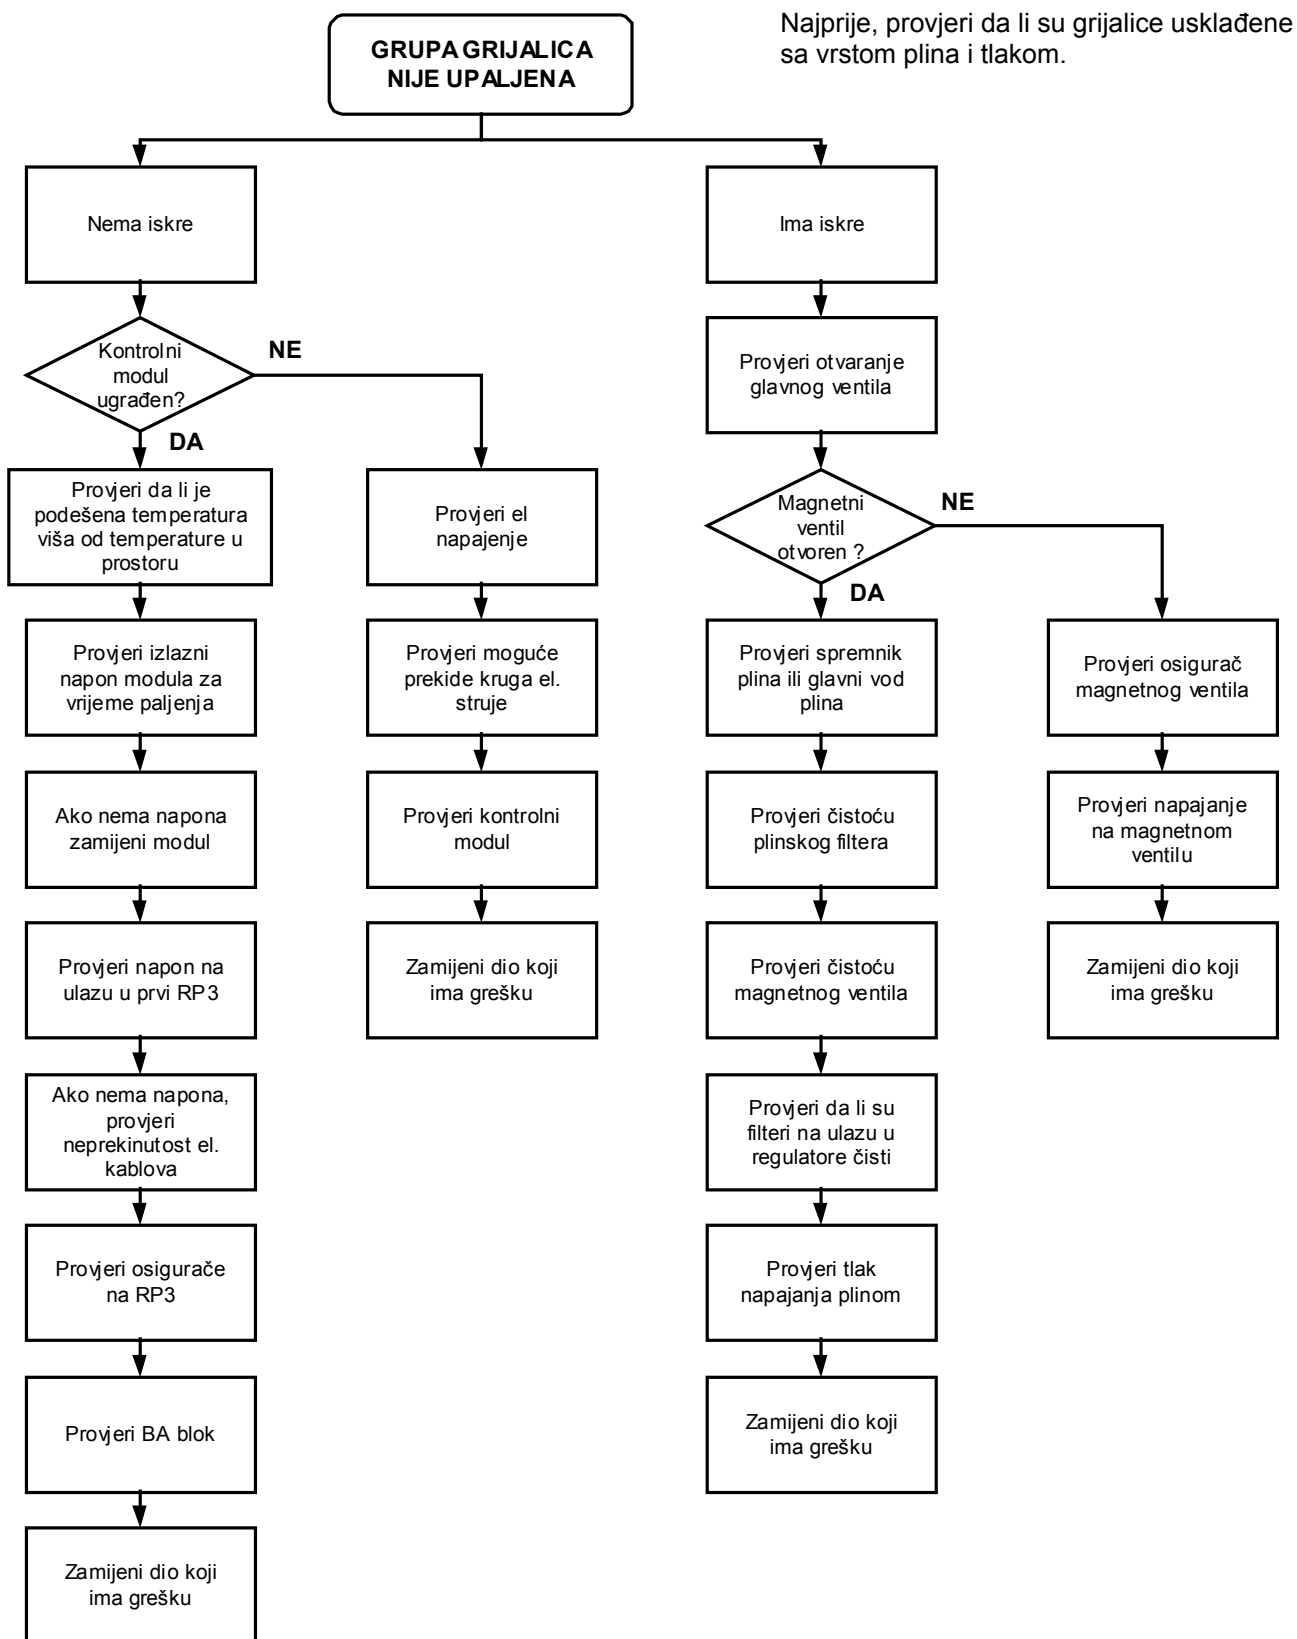 Najprije, provjeri da li su grijalice usklađene
sa vrstom plina i tlakom.
GRUPA GRIJALICA
NIJE UPALJENA
Nema iskre
Kontrolni
modul
ugrađen?
NE
DA
Provjeri da li je
podešena temperatura
viša od temperature u
prostoru
Provjeri izlazni
napon modula za
vrijeme paljenja
Ako nema napona
zamijeni modul
Provjeri napon na
ulazu u prvi RP3
Ako nema napona,
provjeri
neprekinutost el.
kablova
Provjeri osigurače
na RP3
Provjeri BA blok
Zamijeni dio koji
ima grešku
Provjeri el
napajenje
Provjeri moguće
prekide kruga el.
struje
Provjeri kontrolni
modul
Zamijeni dio koji
ima grešku
Ima iskre
Provjeri otvaranje
glavnog ventila
Magnetni
ventil
otvoren ?
NE
DA
Provjeri spremnik
plina ili glavni vod
plina
Provjeri čistoću
plinskog filtera
Provjeri čistoću
magnetnog ventila
Provjeri da li su
filteri na ulazu u
regulatore čisti
Provjeri tlak
napajanja plinom
Zamijeni dio koji
ima grešku
Provjeri osigurač
magnetnog ventila
Provjeri napajanje
na magnetnom
ventilu
Zamijeni dio koji
ima grešku